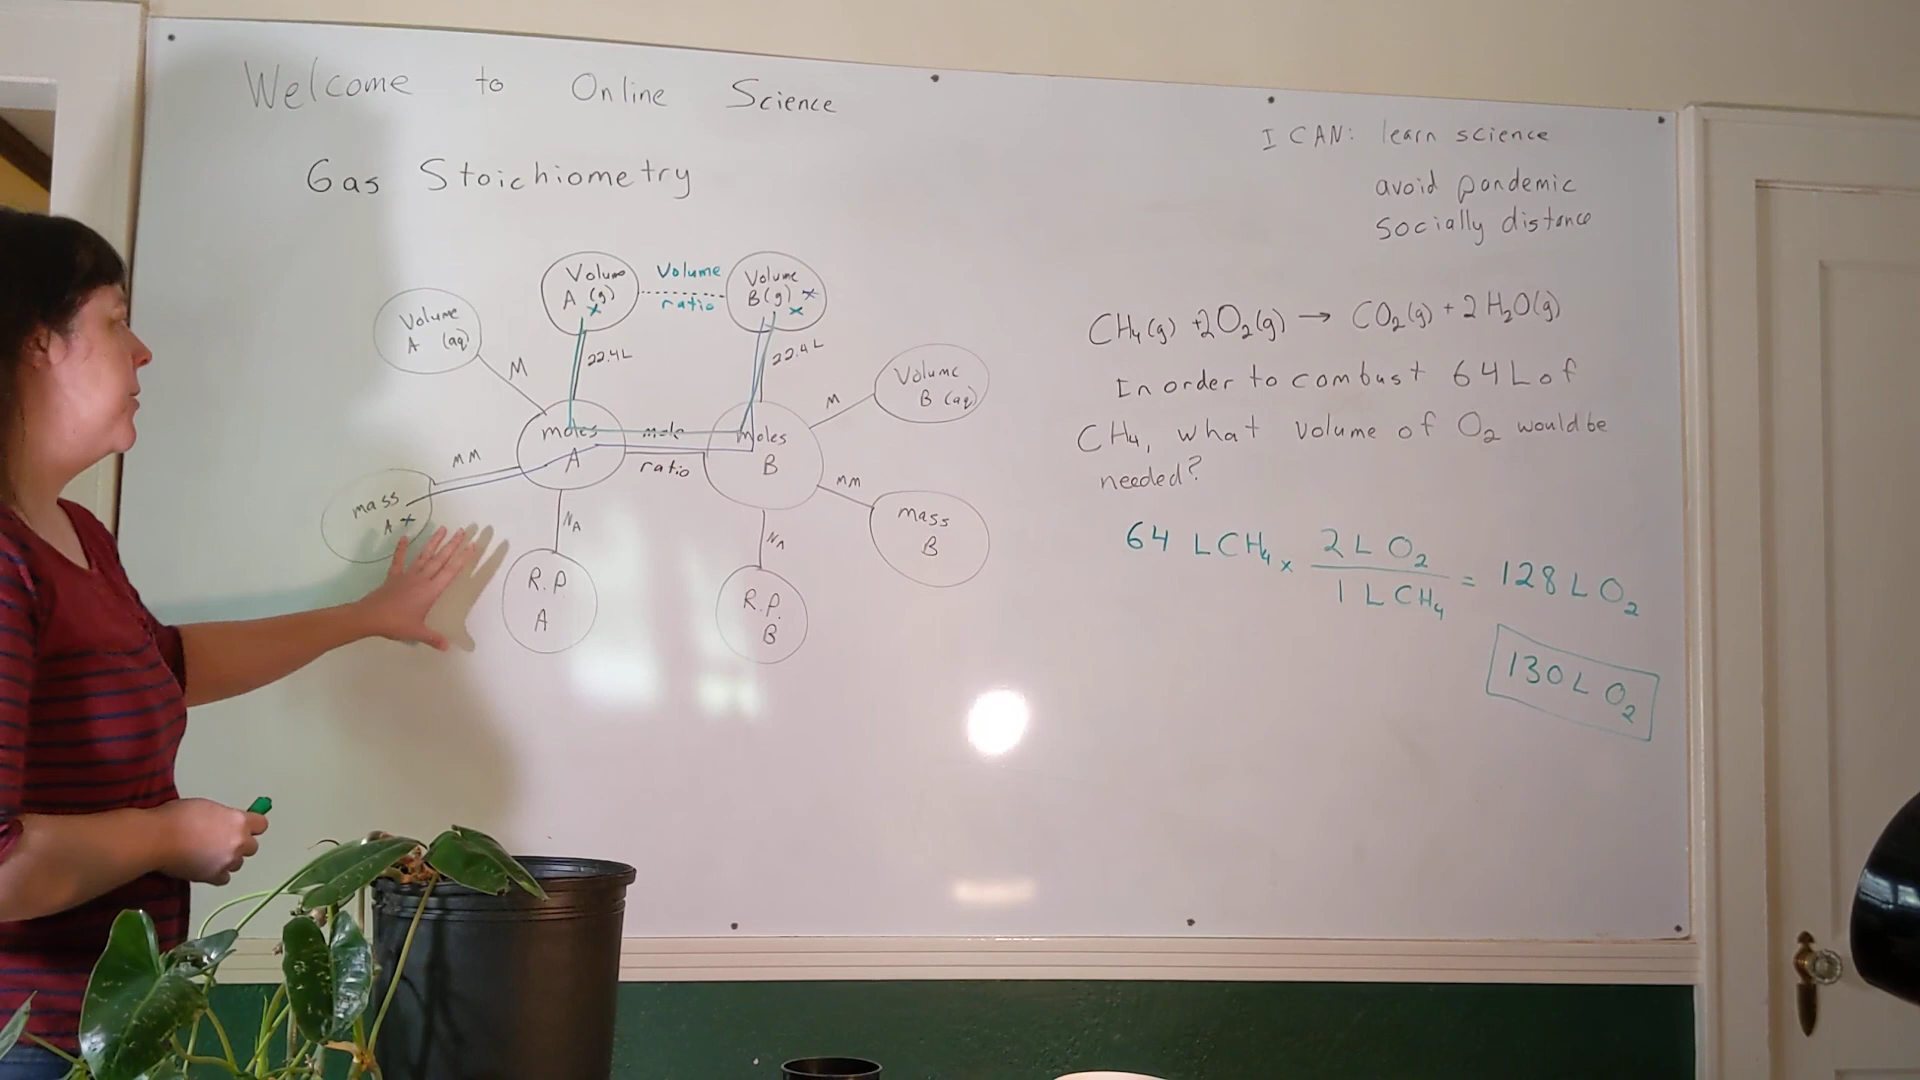 Welcome to Online Science
I CAN: learn science
avoid pandemic
socially distance
Gas Stoichiometry
Volume
A (g)
x
Volume
ratio
Volume
B(g) x
x
Volume
A (aq)
M
22.4L
22.4L
Volume
B (aq)
M
moles
A
mole
ratio
moles
B
MM
mass
A x
MM
mass
B
NA
NA
R.P
A
R.P.
B
CH4(g) +2O2(g) → CO2(g) + 2H2O(g)
In order to combust 64L of
CH4, what volume of O2 would be
needed?
64 L CH4 x 2 L O2 / 1 L CH4 = 128 L O2
130 L O2